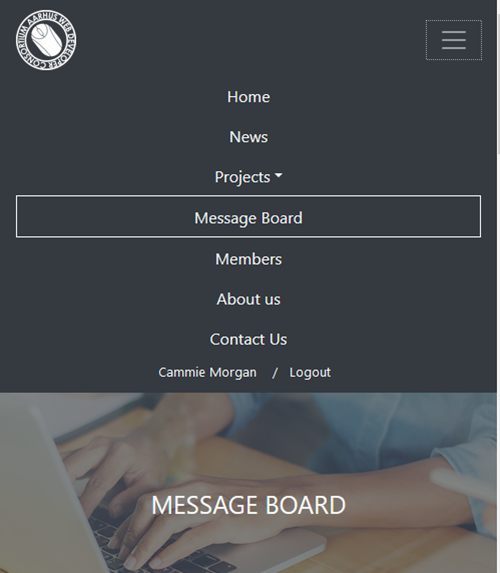 AARHUS WEB DEVELOPER CONSORTIUM
Home
News
Projects
Message Board
Members
About us
Contact Us
Cammie Morgan / Logout
MESSAGE BOARD